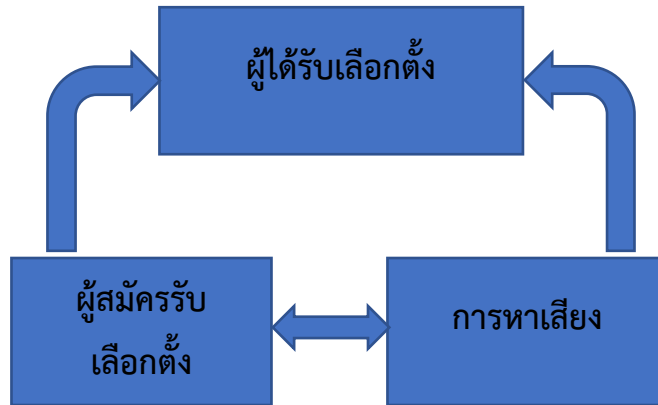 ผู้ได้รับเลือกตั้ง
ผู้สมัครรับ
เลือกตั้ง
การหาเสียง